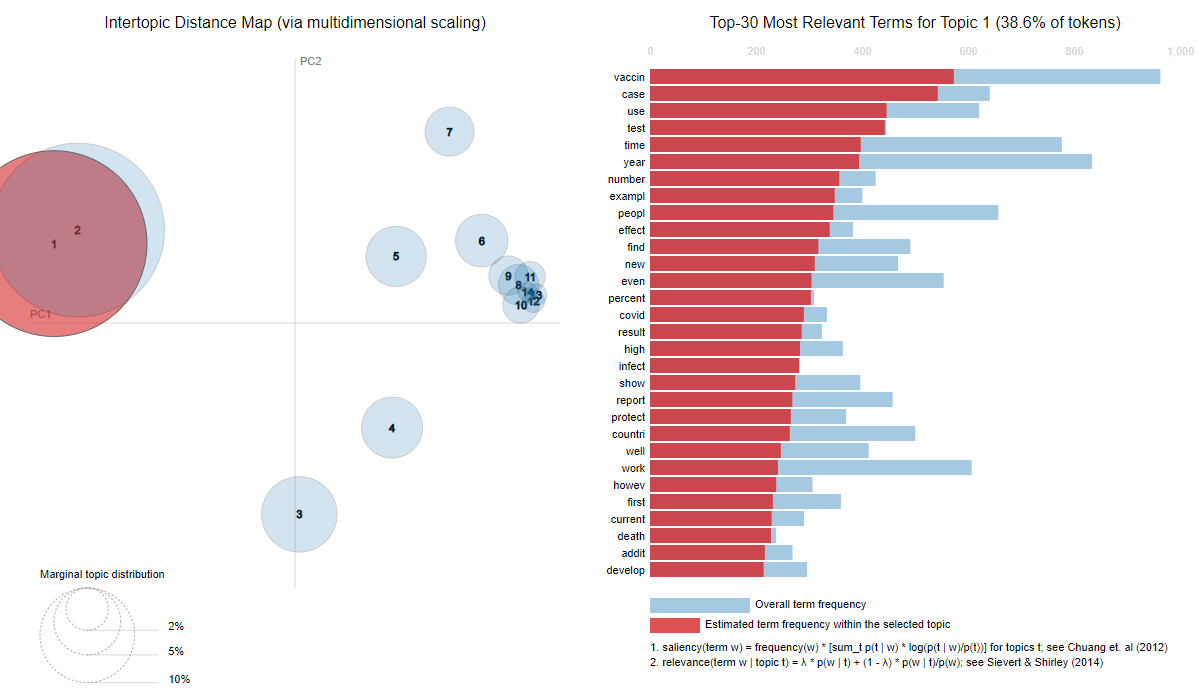 Intertopic Distance Map (via multidimensional scaling)
PC2
PC1
7
6
5
9
11
8
14
13
12
10
2
1
4
3
Marginal topic distribution
2%
5%
10%
Top-30 Most Relevant Terms for Topic 1 (38.6% of tokens)
0 200 400 600 800 1,000
vaccin
case
use
test
time
year
number
exampl
peopl
effect
find
new
even
percent
covid
result
high
infect
show
report
protect
countri
well
work
howev
first
current
death
addit
develop
Overall term frequency
Estimated term frequency within the selected topic
1. saliency(term w) = frequency(w) * [sum_t p(t | w) * log(p(t | w)/p(t))] for topics t; see Chuang et. al (2012)
2. relevance(term w | topic t) = λ * p(w | t) + (1 - λ) * p(w | t)/p(w); see Sievert & Shirley (2014)